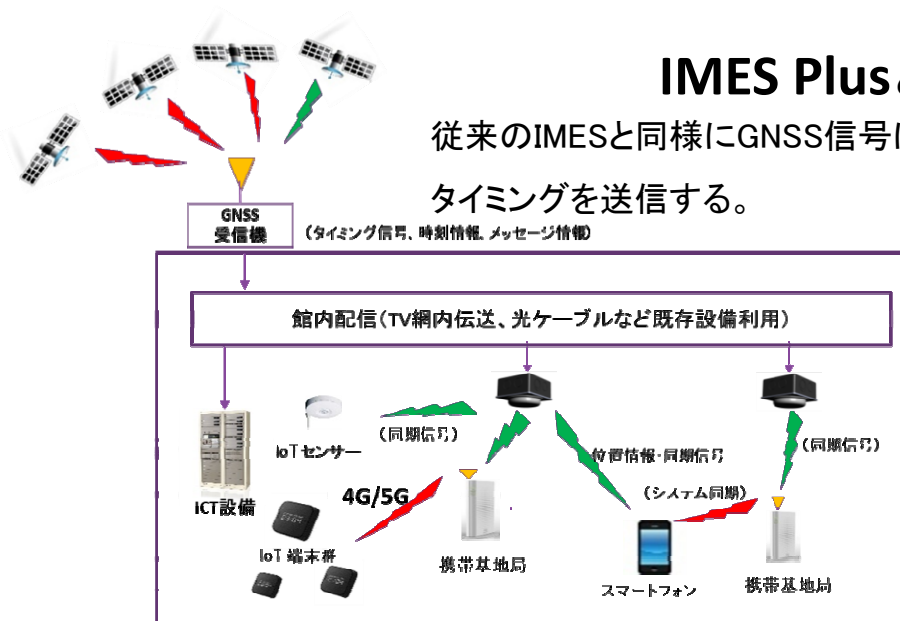 IMES Plus
従来のIMESと同様にGNSS信号
タイミングを送信する。
GNSS
受信機
(タイミング信号、時刻情報、メッセージ情報)
館内配信(TV網内伝送、光ケーブルなど既存設備利用)
IoTセンサー
(同期信号)
位置情報・同期信号
(同期信号)
ICT設備
4G/5G
(システム同期)
IoT 端末群
携帯基地局
スマートフォン
携帯基地局